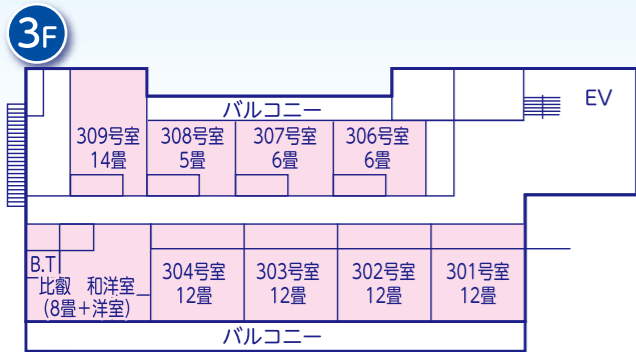 3F
EV
バルコニー
309号室
14畳
308号室
5畳
307号室
6畳
306号室
6畳
B.T
比叡 和洋室
(8畳+洋室)
304号室
12畳
303号室
12畳
302号室
12畳
301号室
12畳
バルコニー